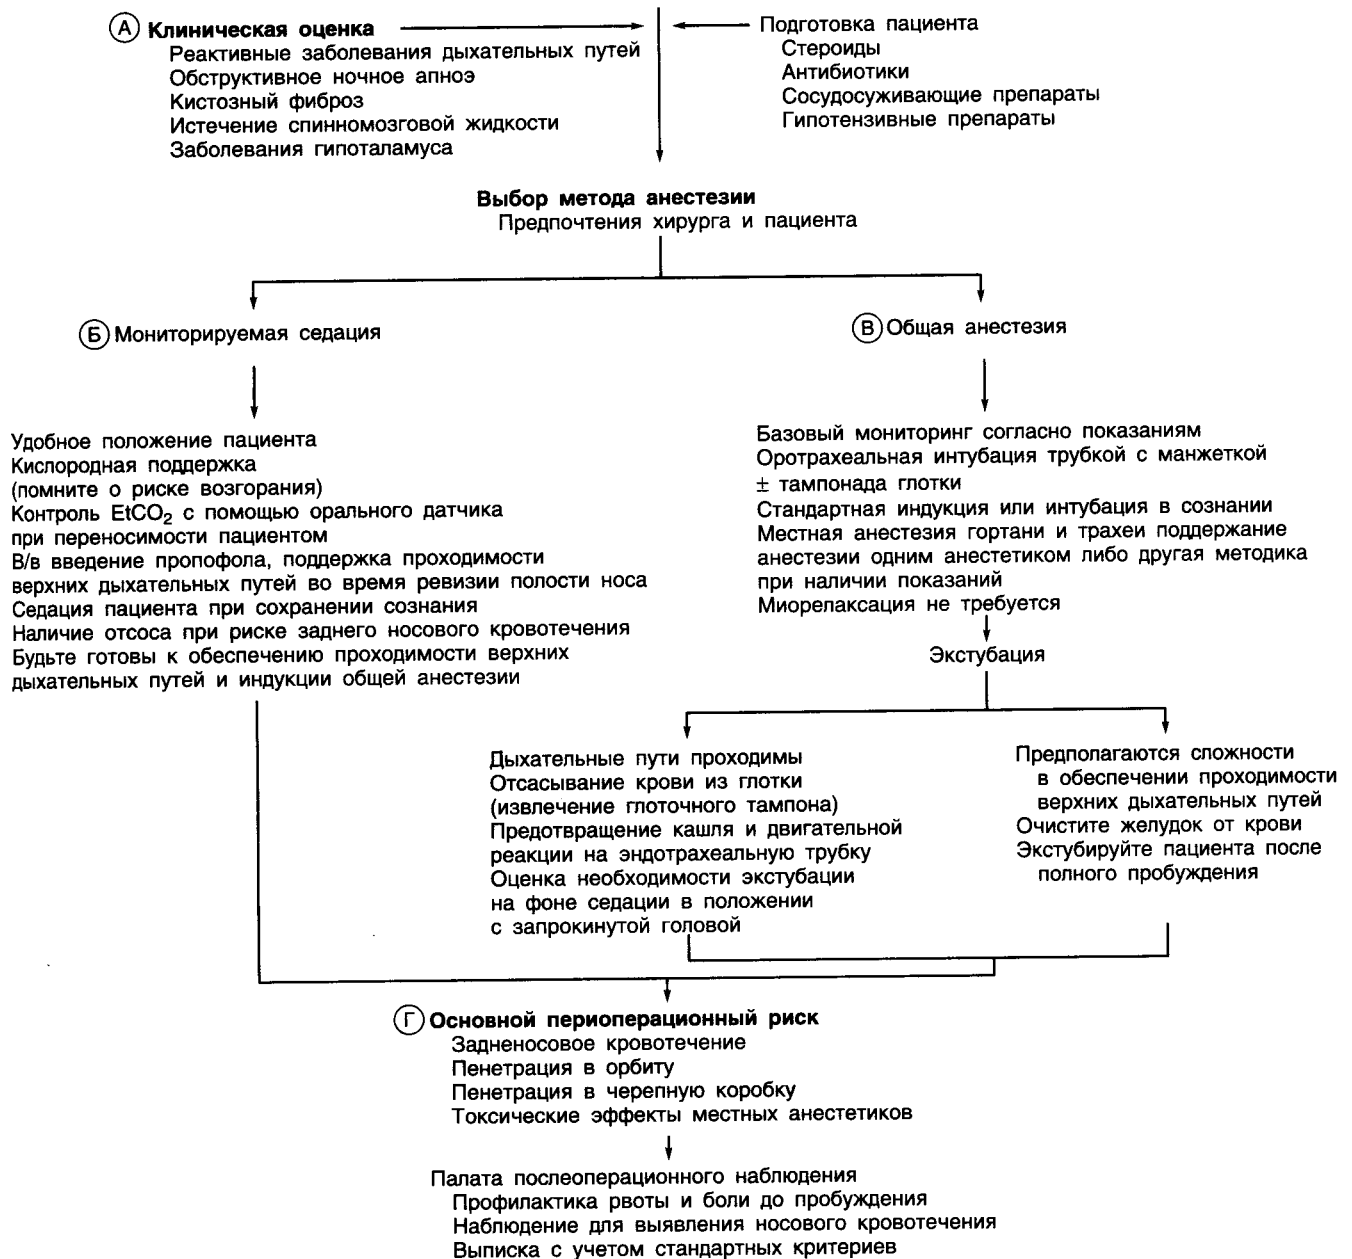 А Клиническая оценка
Реактивные заболевания дыхательных путей
Обструктивное ночное апноэ
Кистозный фиброз
Истечение спинномозговой жидкости
Заболевания гипоталамуса
Подготовка пациента
Стероиды
Антибиотики
Сосудосуживающие препараты
Гипотензивные препараты
Выбор метода анестезии
Предпочтения хирурга и пациента
Б Мониторируемая седация
Удобное положение пациента
Кислородная поддержка
(помните о риске возгорания)
Контроль EtCO₂ с помощью орального датчика
при переносимости пациентом
В/в введение пропофола, поддержка проходимости
верхних дыхательных путей во время ревизии полости носа
Седация пациента при сохранении сознания
Наличие отсоса при риске заднего носового кровотечения
Будьте готовы к обеспечению проходимости верхних
дыхательных путей и индукции общей анестезии
В Общая анестезия
Базовый мониторинг согласно показаниям
Оротрахеальная интубация трубкой с манжеткой
± тампонада глотки
Стандартная индукция или интубация в сознании
Местная анестезия гортани и трахеи поддержание
анестезии одним анестетиком либо другая методика
при наличии показаний
Миорелаксация не требуется
Экстубация
Дыхательные пути проходимы
Отсасывание крови из глотки
(извлечение глоточного тампона)
Предотвращение кашля и двигательной
реакции на эндотрахеальную трубку
Оценка необходимости экстубации
на фоне седации в положении
с запрокинутой головой
Предполагаются сложности
в обеспечении проходимости
верхних дыхательных путей
Очистите желудок от крови
Экстубируйте пациента после
полного пробуждения
Г Основной периоперационный риск
Задненосовое кровотечение
Пенетрация в орбиту
Пенетрация в черепную коробку
Токсические эффекты местных анестетиков
Палата послеоперационного наблюдения
Профилактика рвоты и боли до пробуждения
Наблюдение для выявления носового кровотечения
Выписка с учетом стандартных критериев